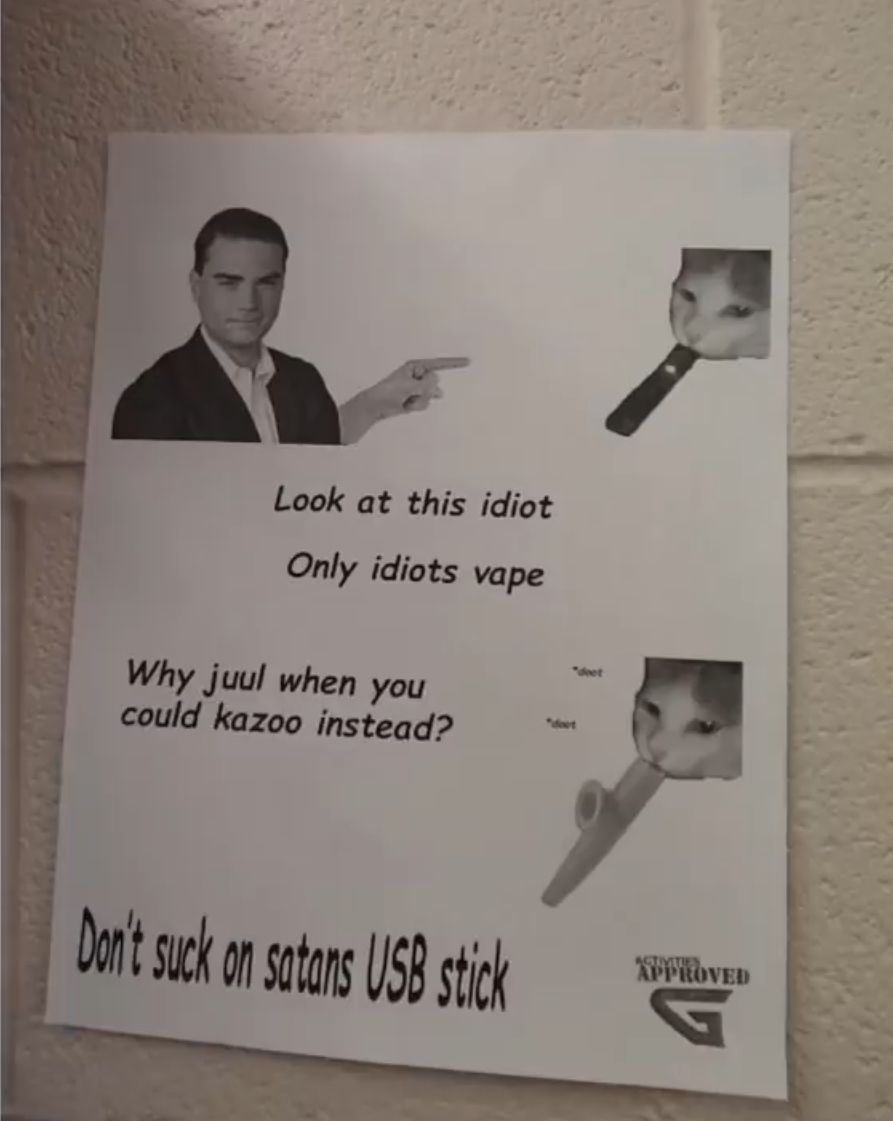 Look at this idiot
Only idiots vape
Why juul when you
could kazoo instead?
*doot
*doot
Don't suck on satans USB stick
ACTIVITIES
APPROVED
G